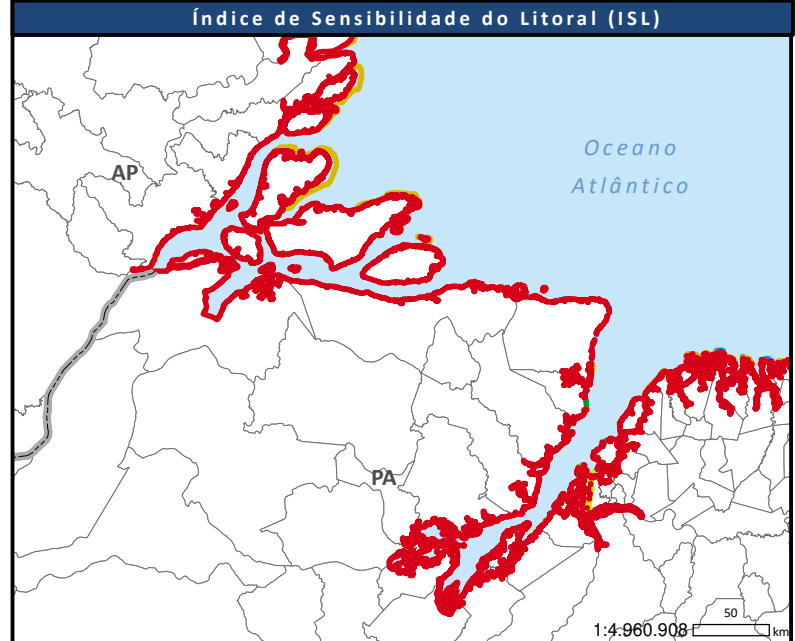 Índice de Sensibilidade do Litoral (ISL)
Oceano
Atlântico
AP
PA
50
1:4.960.908 km